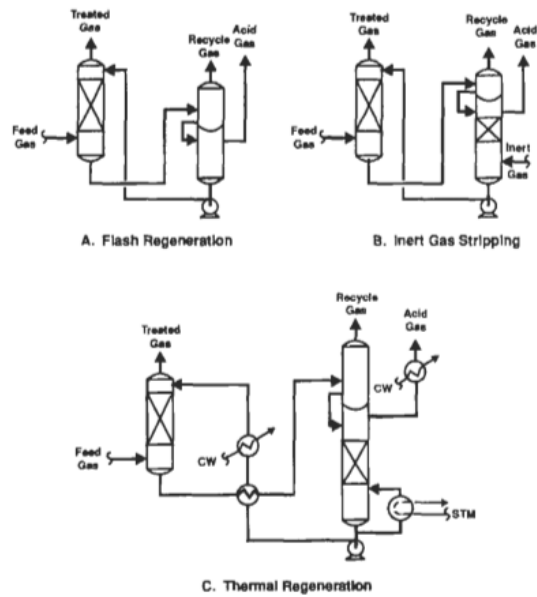 Treated
Gas
Recycle
Gas
Acid
Gas
Feed
Gas
A. Flash Regeneration
Treated
Gas
Recycle
Gas
Acid
Gas
Feed
Gas
Inert
Gas
B. Inert Gas Stripping
Recycle
Gas
Treated
Gas
Acid
Gas
CW
Feed
Gas
CW
STM
C. Thermal Regeneration